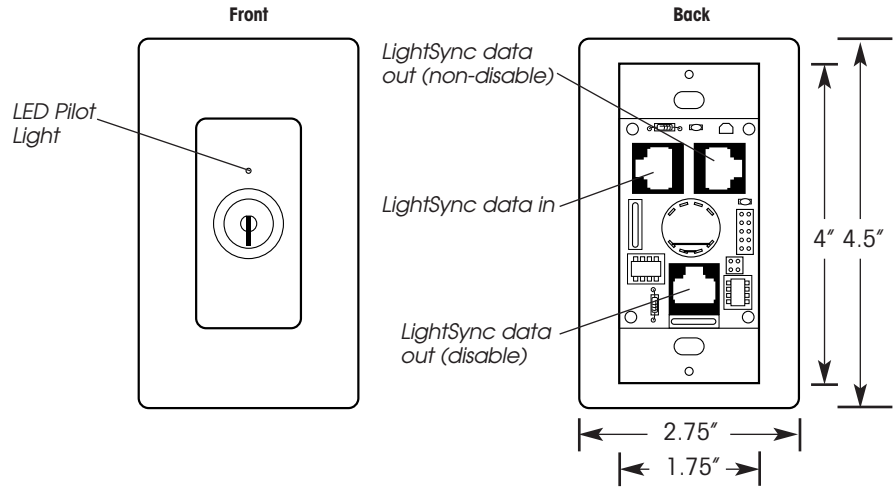 Front
Back
LED Pilot
Light
LightSync data
out (non-disable)
LightSync data in
LightSync data
out (disable)
4″ 4.5″
2.75″
1.75″